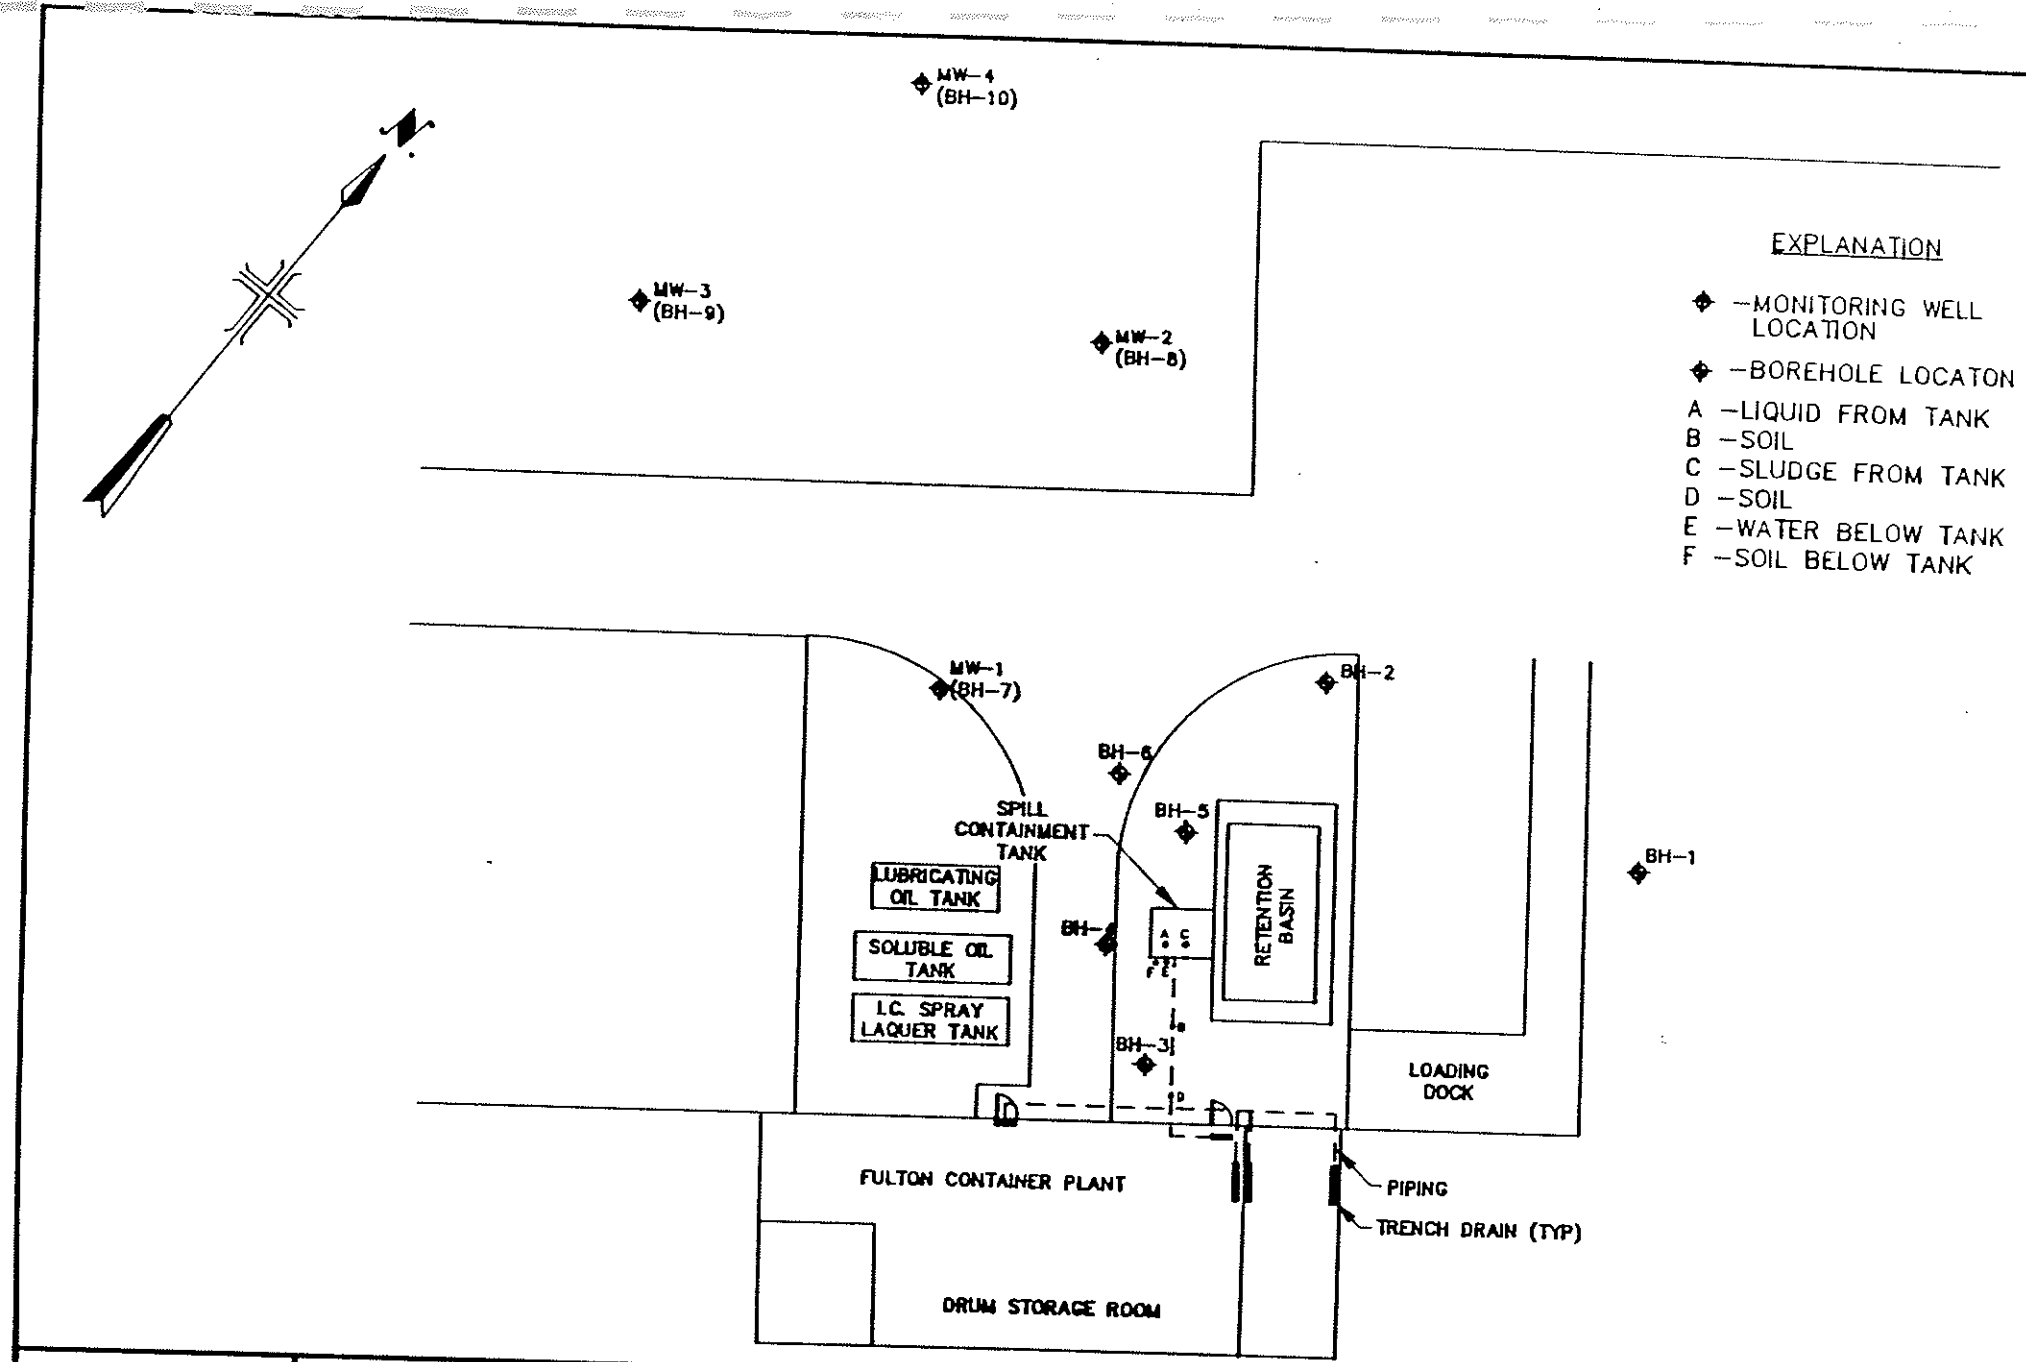 MW-4
(BH-10)
N
EXPLANATION
MW-3
(BH-9)
-MONITORING WELL
LOCATION
MW-2
(BH-8)
-BOREHOLE LOCATON
A -LIQUID FROM TANK
B -SOIL
C -SLUDGE FROM TANK
D -SOIL
E -WATER BELOW TANK
F -SOIL BELOW TANK
MW-1
(BH-7)
BH-2
BH-6
SPILL
CONTAINMENT
TANK
BH-5
BH-1
LUBRICATING
OIL TANK
RETENTION
BASIN
BH-4
A C
SOLUBLE OIL
TANK
F E
I.C. SPRAY
LAQUER TANK
B
BH-3
LOADING
DOCK
D
FULTON CONTAINER PLANT
PIPING
TRENCH DRAIN (TYP)
DRUM STORAGE ROOM